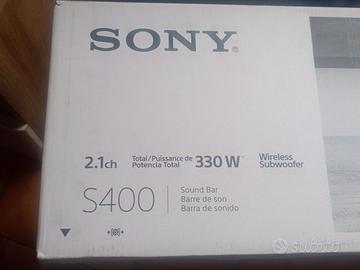 SONY®
2.1ch
Total/Puissance de
Potencia Total
330 W
Wireless
Subwoofer
S400
Sound Bar
Barre de son
Barra de sonido
subito